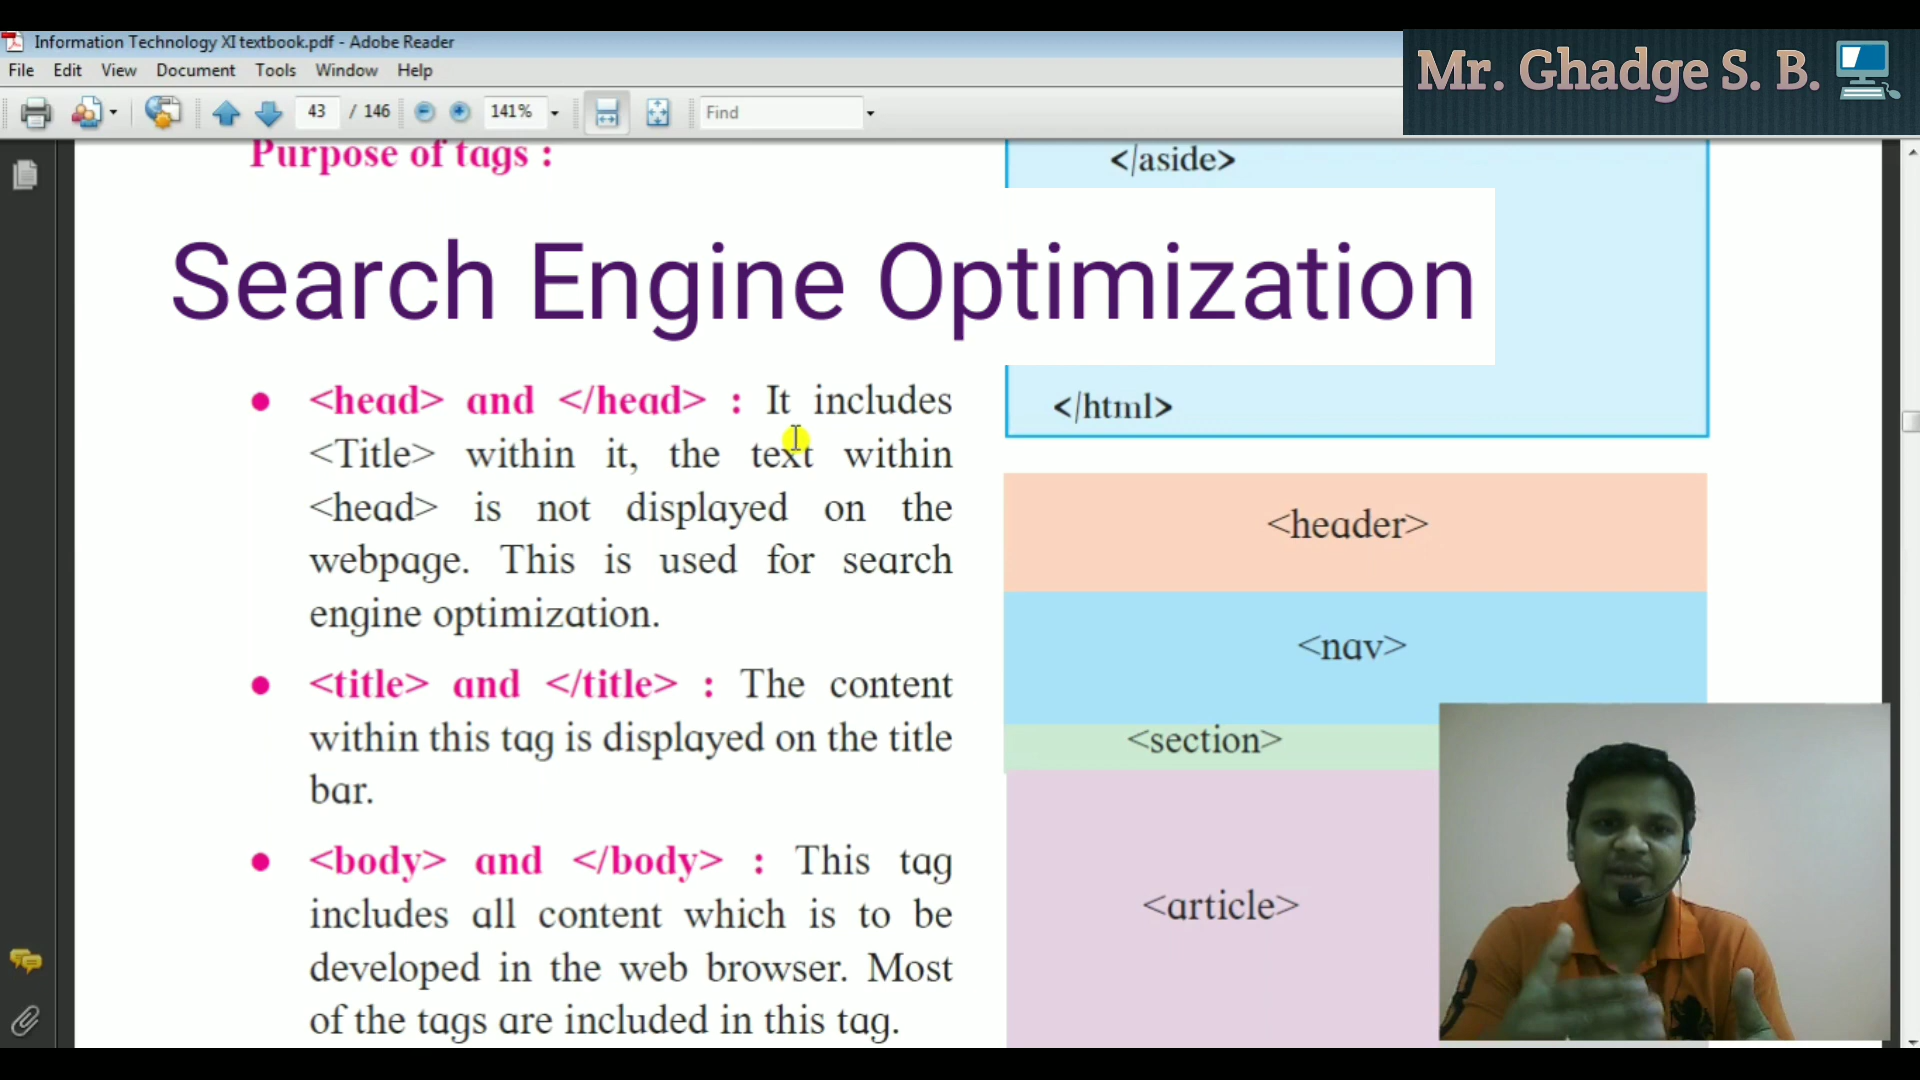 Information Technology XI textbook.pdf - Adobe Reader
File Edit View Document Tools Window Help
Mr. Ghadge S. B.
43 / 146 141% Find
Purpose of tags :
</aside>
Search Engine Optimization
</html>
• <head> and </head> : It includes
<Title> within it, the text within
<head> is not displayed on the
webpage. This is used for search
engine optimization.
• <title> and </title> : The content
within this tag is displayed on the title
bar.
• <body> and </body> : This tag
includes all content which is to be
developed in the web browser. Most
of the tags are included in this tag.
<header>
<nav>
<section>
<article>